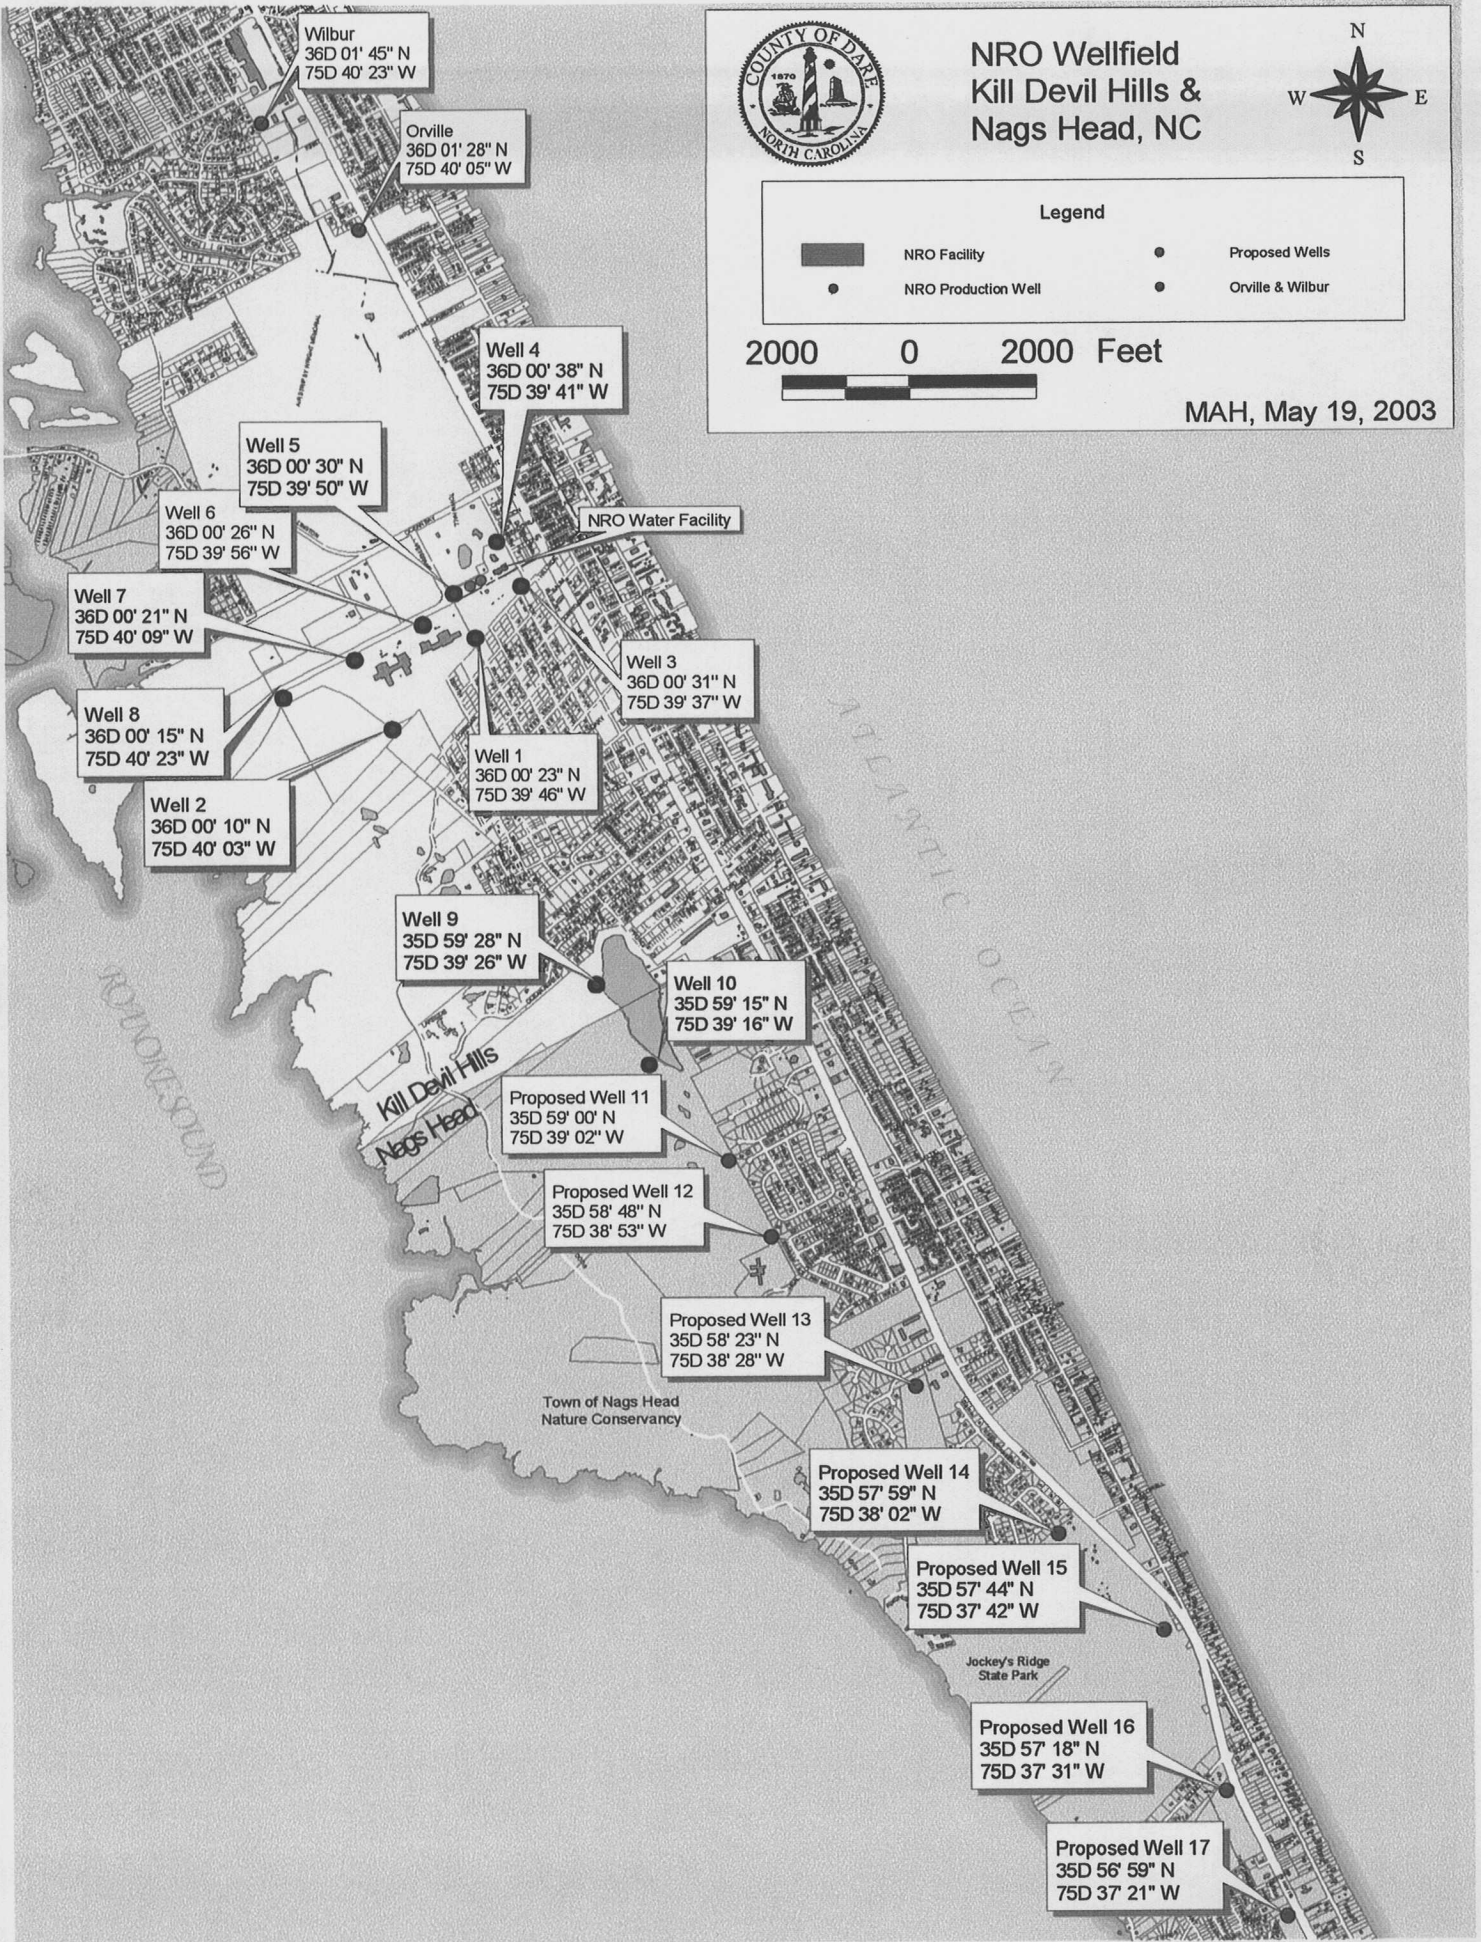 Wilbur
36D 01' 45" N
75D 40' 23" W
Orville
36D 01' 28" N
75D 40' 05" W
COUNTY OF DARE
1870
NORTH CAROLINA
NRO Wellfield
Kill Devil Hills &
Nags Head, NC
N
W E
S
Legend
NRO Facility
Proposed Wells
NRO Production Well
Orville & Wilbur
2000 0 2000 Feet
MAH, May 19, 2003
Well 4
36D 00' 38" N
75D 39' 41" W
Well 5
36D 00' 30" N
75D 39' 50" W
Well 6
36D 00' 26" N
75D 39' 56" W
NRO Water Facility
Well 7
36D 00' 21" N
75D 40' 09" W
Well 3
36D 00' 31" N
75D 39' 37" W
Well 8
36D 00' 15" N
75D 40' 23" W
Well 1
36D 00' 23" N
75D 39' 46" W
Well 2
36D 00' 10" N
75D 40' 03" W
ATLANTIC OCEAN
Well 9
35D 59' 28" N
75D 39' 26" W
Well 10
35D 59' 15" N
75D 39' 16" W
ROANOKE SOUND
Kill Devil Hills
Nags Head
Proposed Well 11
35D 59' 00" N
75D 39' 02" W
Proposed Well 12
35D 58' 48" N
75D 38' 53" W
Proposed Well 13
35D 58' 23" N
75D 38' 28" W
Town of Nags Head
Nature Conservancy
Proposed Well 14
35D 57' 59" N
75D 38' 02" W
Proposed Well 15
35D 57' 44" N
75D 37' 42" W
Jockey's Ridge
State Park
Proposed Well 16
35D 57' 18" N
75D 37' 31" W
Proposed Well 17
35D 56' 59" N
75D 37' 21" W